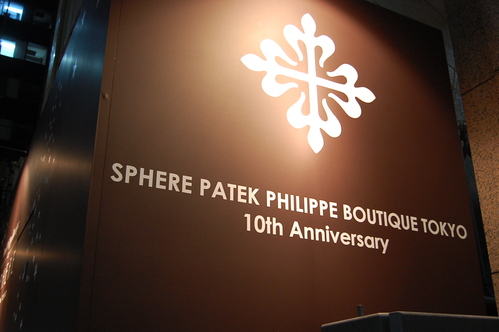 SPHERE PATEK PHILIPPE BOUTIQUE TOKYO
10th Anniversary